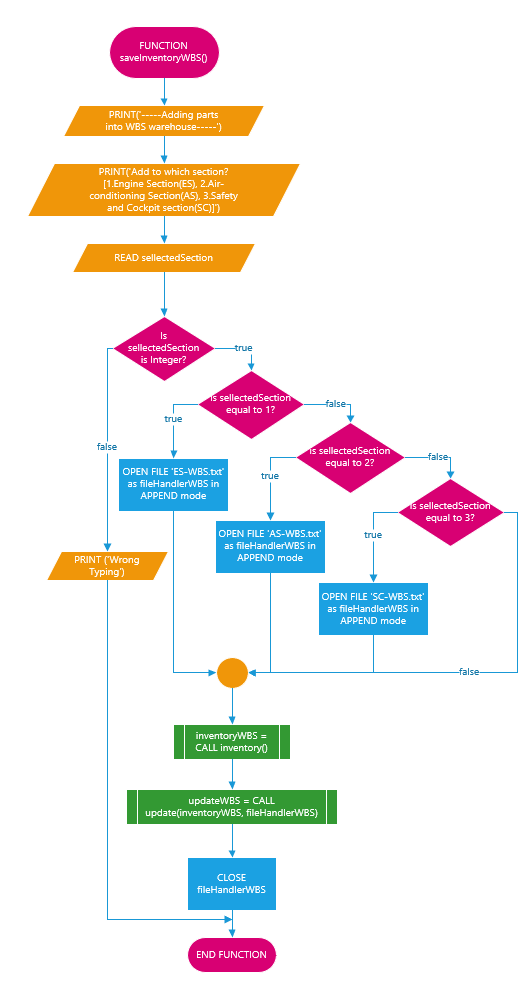 FUNCTION
saveInventoryWBS()
PRINT('-----Adding parts
into WBS warehouse-----')
PRINT('Add to which section?
[1.Engine Section(ES), 2.Air-
conditioning Section(AS), 3.Safety
and Cockpit section(SC)]')
READ sellectedSection
Is
sellectedSection
is Integer?
true
false
is sellectedSection
equal to 1?
true
false
OPEN FILE 'ES-WBS.txt'
as fileHandlerWBS in
APPEND mode
is sellectedSection
equal to 2?
true
false
OPEN FILE 'AS-WBS.txt'
as fileHandlerWBS in
APPEND mode
is sellectedSection
equal to 3?
true
false
OPEN FILE 'SC-WBS.txt'
as fileHandlerWBS in
APPEND mode
PRINT ('Wrong
Typing')
inventoryWBS =
CALL inventory()
updateWBS = CALL
update(inventoryWBS, fileHandlerWBS)
CLOSE
fileHandlerWBS
END FUNCTION